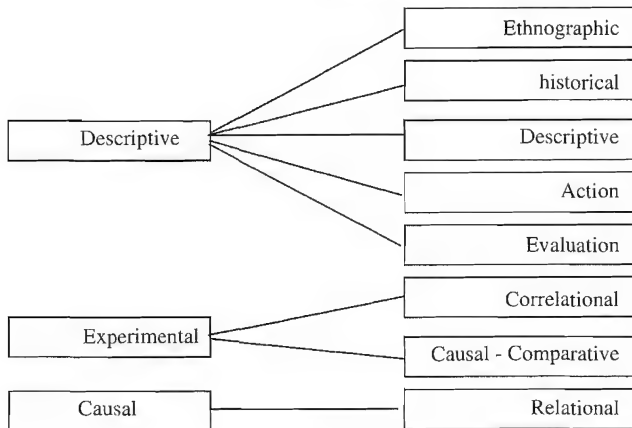 Ethnographic
historical
Descriptive
Descriptive
Action
Evaluation
Correlational
Experimental
Causal - Comparative
Causal
Relational